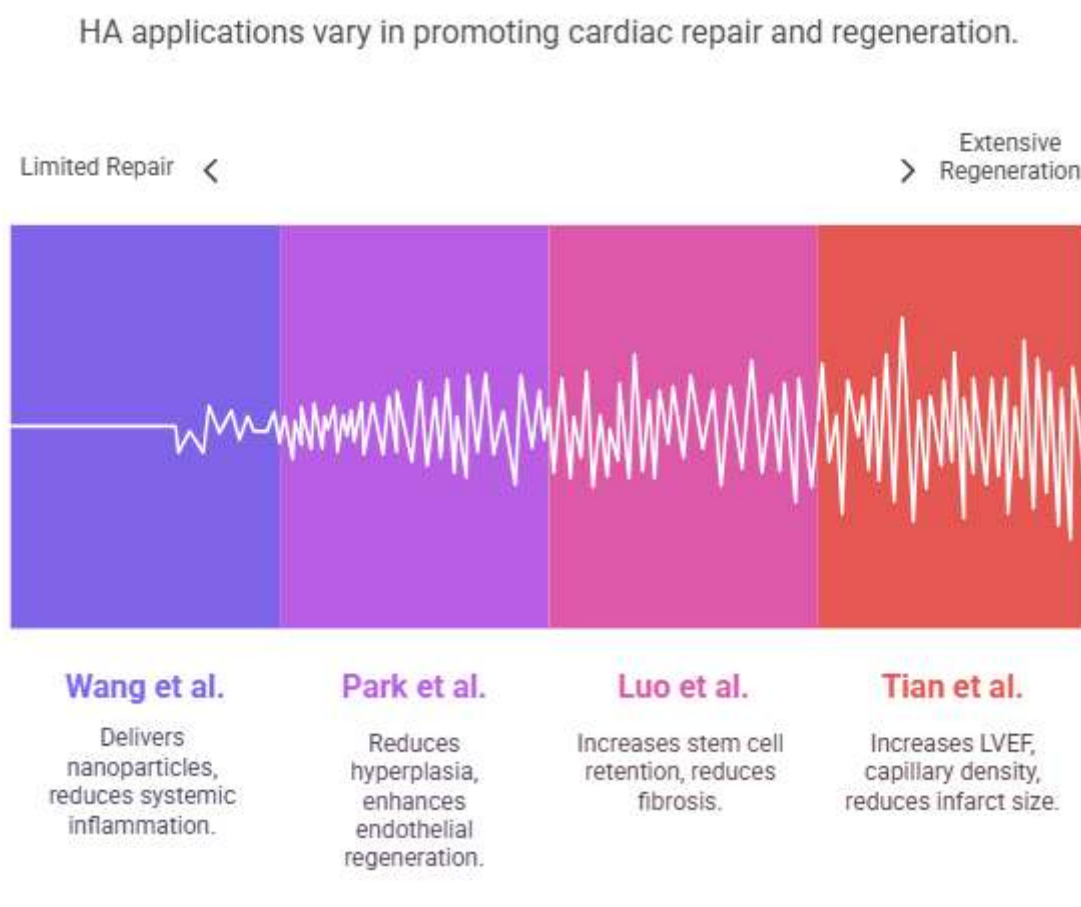 HA applications vary in promoting cardiac repair and regeneration.
Limited Repair
Extensive
Regeneration
Wang et al.
Delivers
nanoparticles,
reduces systemic
inflammation.
Park et al.
Reduces
hyperplasia,
enhances
endothelial
regeneration.
Luo et al.
Increases stem cell
retention, reduces
fibrosis.
Tian et al.
Increases LVEF,
capillary density,
reduces infarct size.